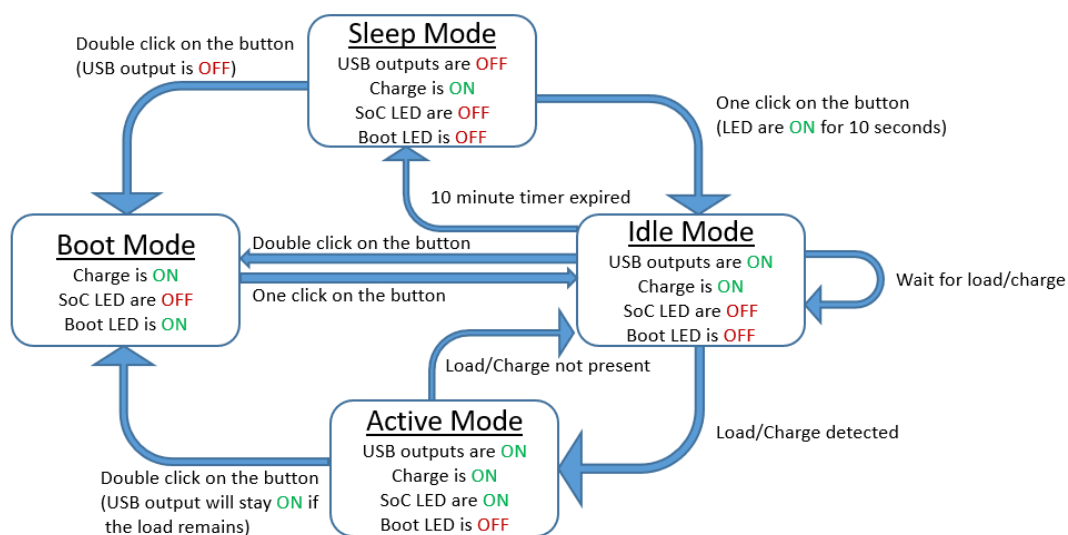 Sleep Mode
USB outputs are OFF
Charge is ON
SoC LED are OFF
Boot LED is OFF
Double click on the button
(USB output is OFF)
One click on the button
(LED are ON for 10 seconds)
10 minute timer expired
Boot Mode
Charge is ON
SoC LED are OFF
Boot LED is ON
Double click on the button
One click on the button
Idle Mode
USB outputs are ON
Charge is ON
SoC LED are OFF
Boot LED is OFF
Wait for load/charge
Load/Charge not present
Load/Charge detected
Active Mode
USB outputs are ON
Charge is ON
SoC LED are ON
Boot LED is OFF
Double click on the button
(USB output will stay ON if
the load remains)